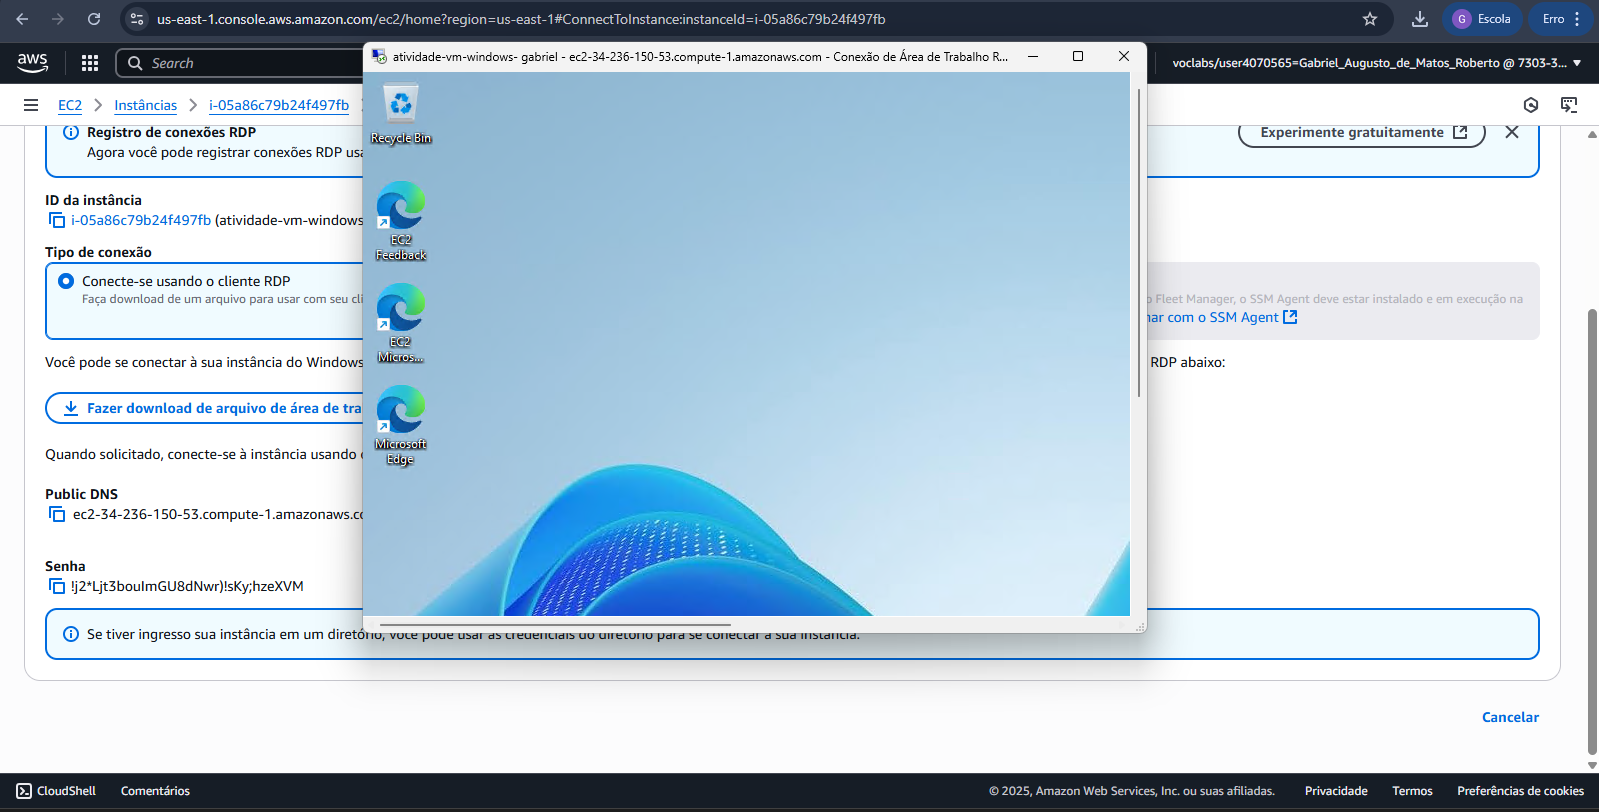 us-east-1.console.aws.amazon.com/ec2/home?region=us-east-1#ConnectToInstance:instanceId=i-05a86c79b24f497fb
G Escola
Erro
aws
Search
voclabs/user4070565=Gabriel_Augusto_de_Matos_Roberto @ 7303-3...
EC2
Instâncias
i-05a86c79b24f497fb
atividade-vm-windows- gabriel - ec2-34-236-150-53.compute-1.amazonaws.com - Conexão de Área de Trabalho R...
Recycle Bin
EC2
Feedback
EC2
Micros...
Microsoft
Edge
Registro de conexões RDP
Agora você pode registrar conexões RDP usa
Experimente gratuitamente
ID da instância
i-05a86c79b24f497fb (atividade-vm-windows
Tipo de conexão
Conecte-se usando o cliente RDP
Faça download de um arquivo para usar com seu cli
o Fleet Manager, o SSM Agent deve estar instalado e em execução na
nar com o SSM Agent
Você pode se conectar à sua instância do Windows
RDP abaixo:
Fazer download de arquivo de área de tra
Quando solicitado, conecte-se à instância usando
Public DNS
ec2-34-236-150-53.compute-1.amazonaws.co
Senha
!j2*Ljt3bouImGU8dNwr)!sKy;hzeXVM
Se tiver ingresso sua instância em um diretório, você pode usar as credenciais do diretório para se conectar à sua instância.
Cancelar
CloudShell
Comentários
© 2025, Amazon Web Services, Inc. ou suas afiliadas.
Privacidade
Termos
Preferências de cookies